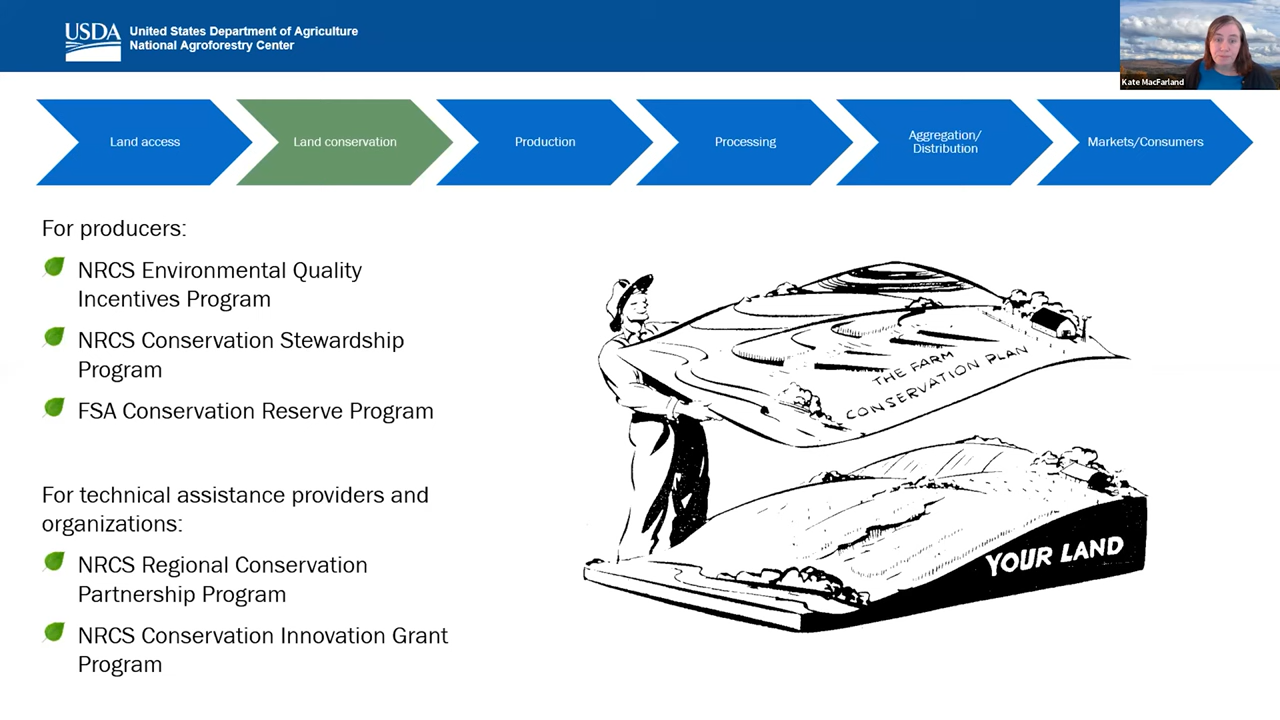 USDA
United States Department of Agriculture
National Agroforestry Center
Kate MacFarland
Land access
Land conservation
Production
Processing
Aggregation/
Distribution
Markets/Consumers
For producers:
NRCS Environmental Quality
Incentives Program
NRCS Conservation Stewardship
Program
FSA Conservation Reserve Program
For technical assistance providers and
organizations:
NRCS Regional Conservation
Partnership Program
NRCS Conservation Innovation Grant
Program
THE FARM
CONSERVATION PLAN
YOUR LAND